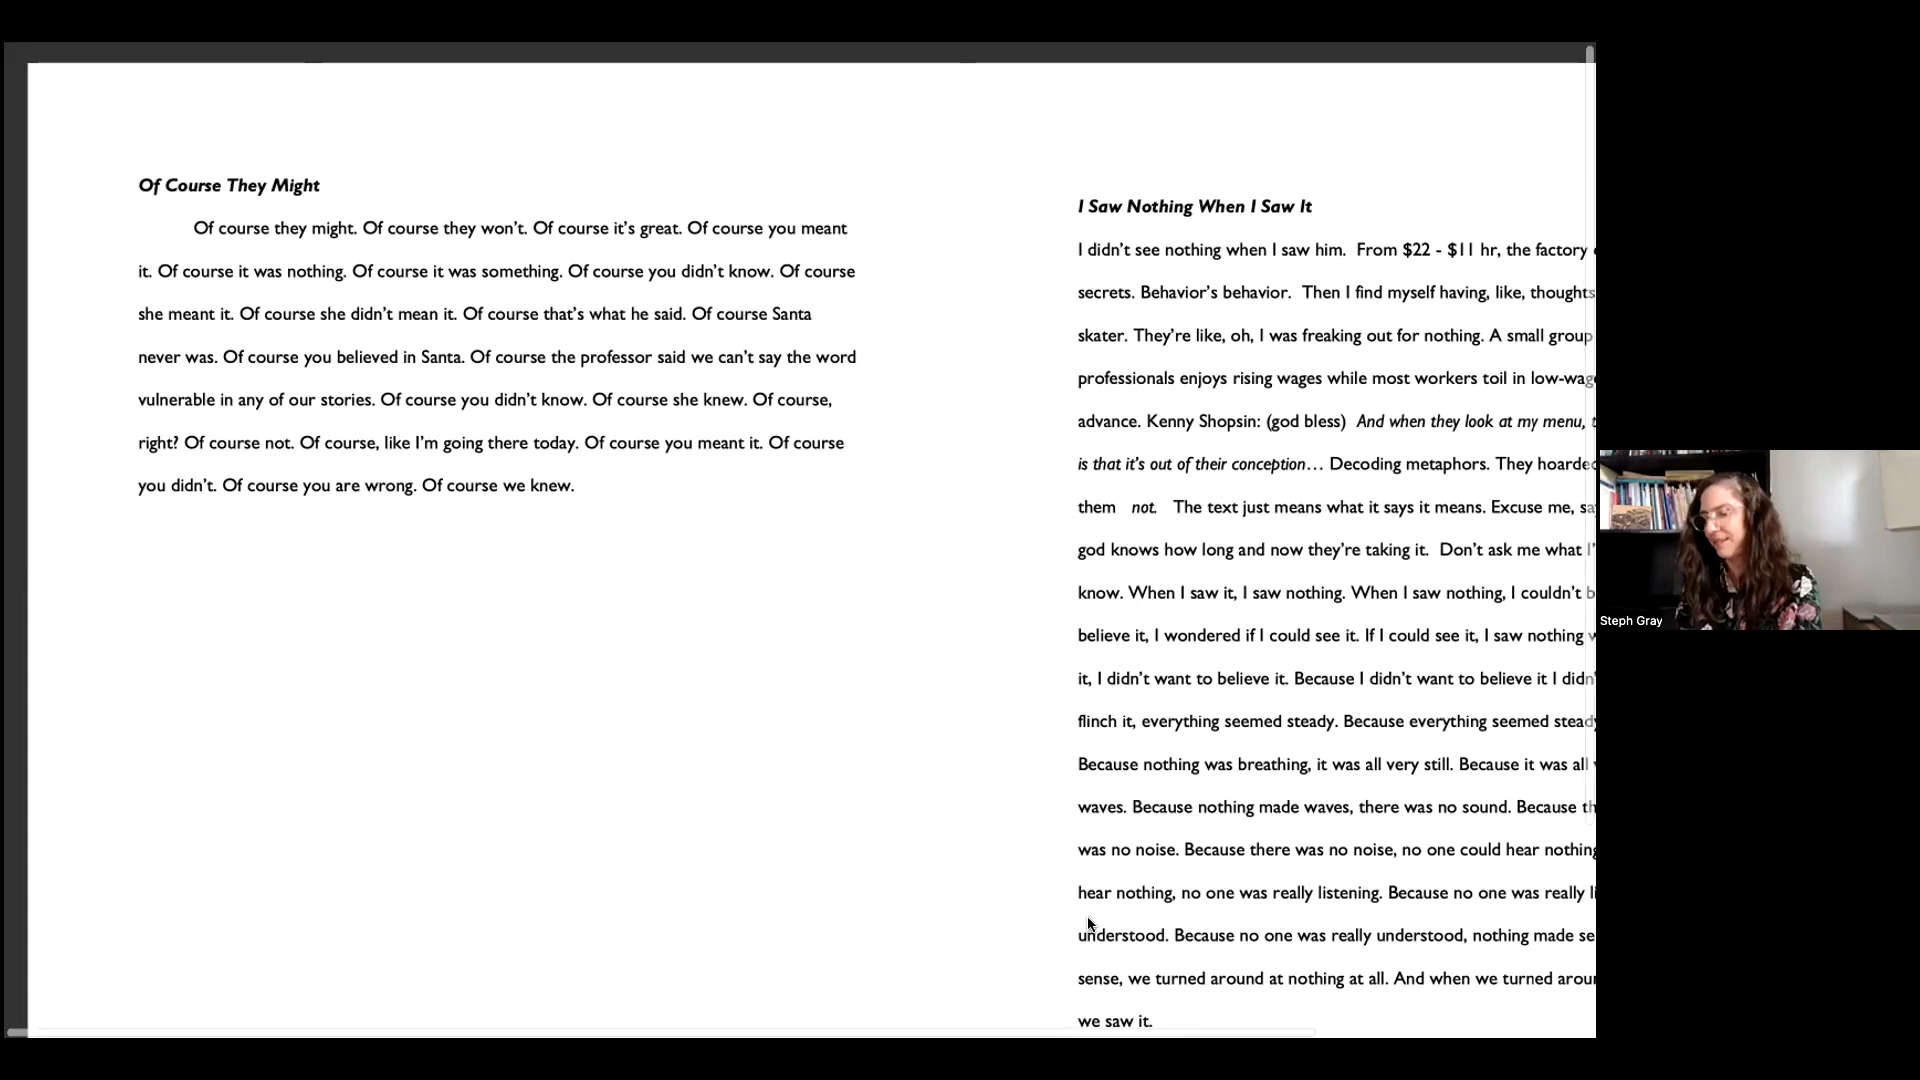 Of Course They Might
Of course they might. Of course they won’t. Of course it’s great. Of course you meant
it. Of course it was nothing. Of course it was something. Of course you didn’t know. Of course
she meant it. Of course she didn’t mean it. Of course that’s what he said. Of course Santa
never was. Of course you believed in Santa. Of course the professor said we can’t say the word
vulnerable in any of our stories. Of course you didn’t know. Of course she knew. Of course,
right? Of course not. Of course, like I’m going there today. Of course you meant it. Of course
you didn’t. Of course you are wrong. Of course we knew.
I Saw Nothing When I Saw It
I didn’t see nothing when I saw him. From $22 - $11 hr, the factory
secrets. Behavior’s behavior. Then I find myself having, like, thoughts
skater. They’re like, oh, I was freaking out for nothing. A small group
professionals enjoys rising wages while most workers toil in
advance. Kenny Shopsin: (god bless) And when they look at my menu,
is that it’s out of their conception… Decoding metaphors. They hoarded
them not. The text just means what it says it means. Excuse me,
god knows how long and now they’re taking it. Don’t ask me what
know. When I saw it, I saw nothing. When I saw nothing, I couldn’t
believe it, I wondered if I could see it. If I could see it, I saw nothing
it, I didn’t want to believe it. Because I didn’t want to believe it I
flinch it, everything seemed steady. Because everything seemed steady
Because nothing was breathing, it was all very still. Because it was all
waves. Because nothing made waves, there was no sound. Because
was no noise. Because there was no noise, no one could hear nothing
hear nothing, no one was really listening. Because no one was really
understood. Because no one was really understood, nothing made
sense, we turned around at nothing at all. And when we turned
we saw it.
Steph Gray